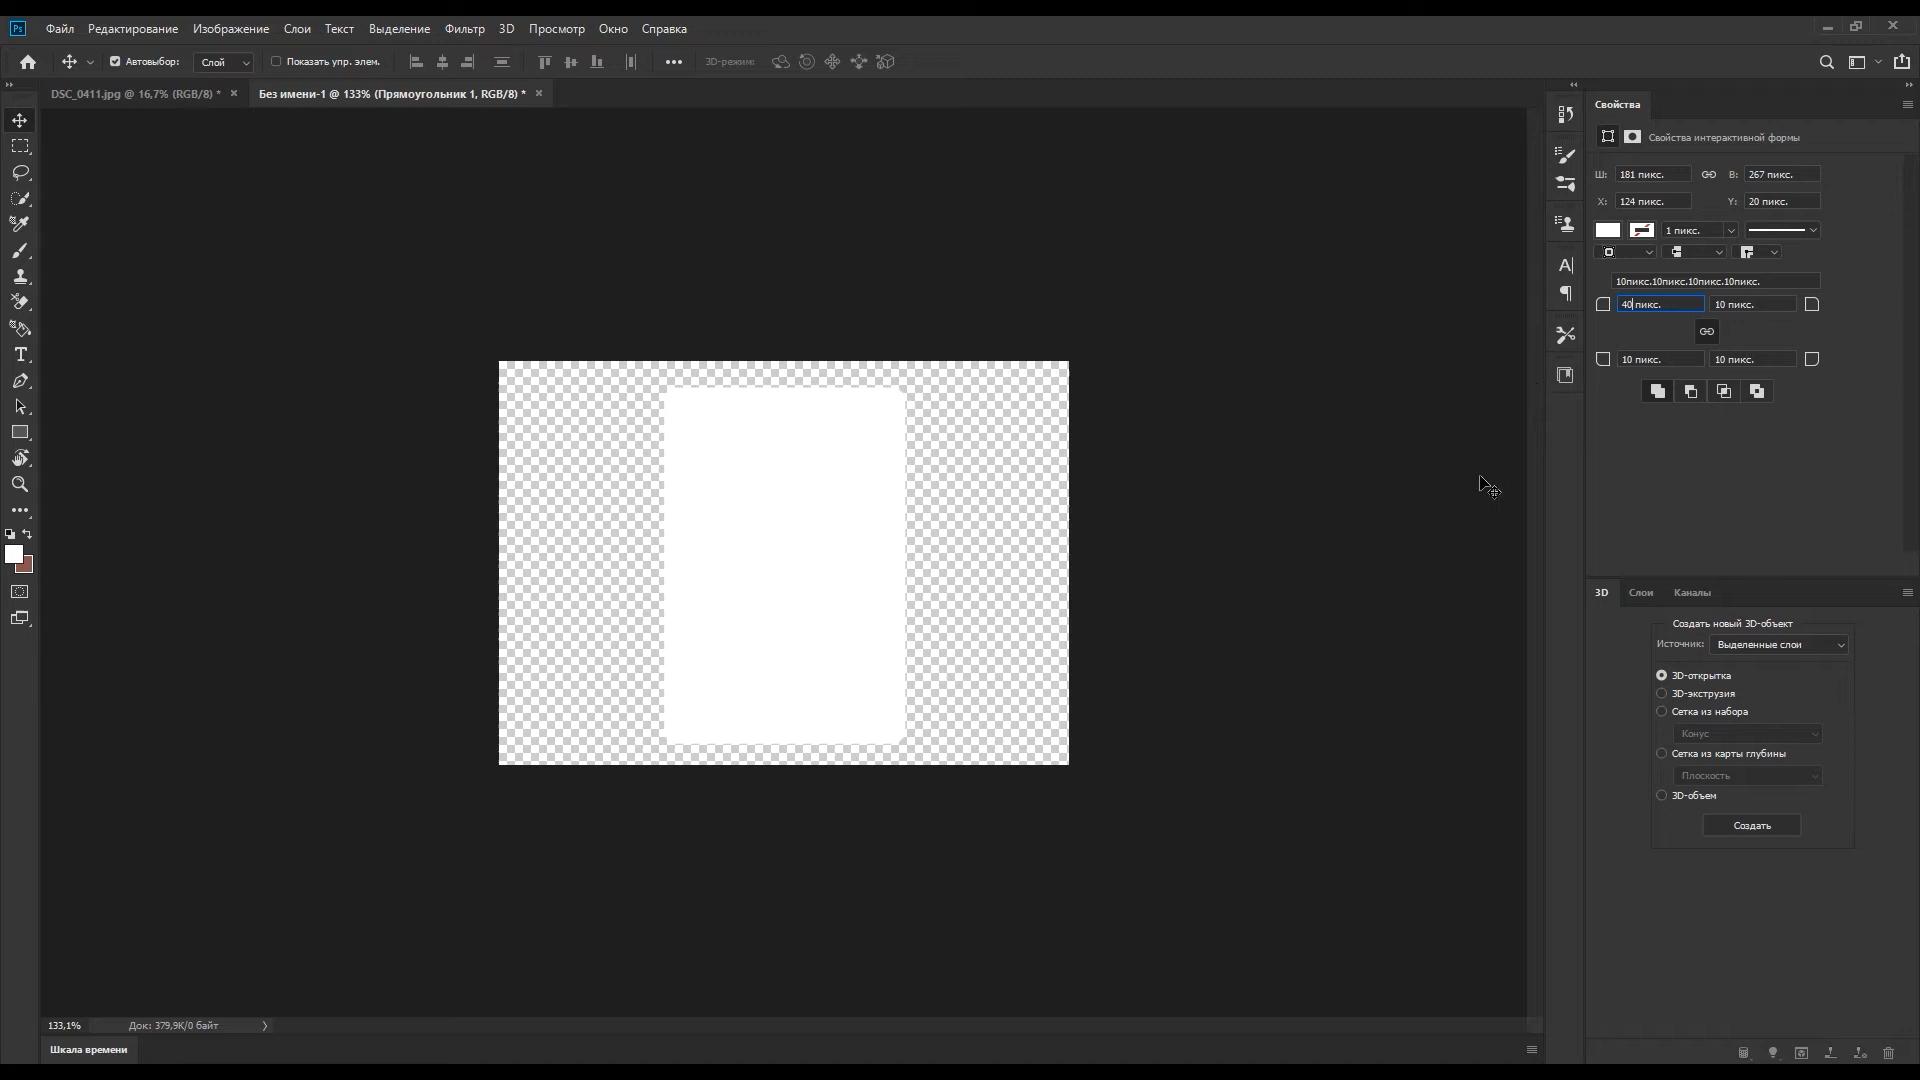 Ps Файл Редактирование Изображение Слои Текст Выделение Фильтр 3D Просмотр Окно Справка
Автовыбор: Слой Показать упр. элем. 3D-режим:
DSC_0411.jpg @ 16,7% (RGB/8) * Без имени-1 @ 133% (Прямоугольник 1, RGB/8) *
Свойства
Свойства интерактивной формы
Ш: 181 пикс. В: 267 пикс.
X: 124 пикс. Y: 20 пикс.
1 пикс.
10пикс.10пикс.10пикс.10пикс.
40 пикс. 10 пикс.
10 пикс. 10 пикс.
3D Слои Каналы
Создать новый 3D-объект
Источник: Выделенные слои
3D-открытка
3D-экструзия
Сетка из набора
Конус
Сетка из карты глубины
Плоскость
3D-объем
Создать
133,1% Док: 379,9К/0 байт
Шкала времени